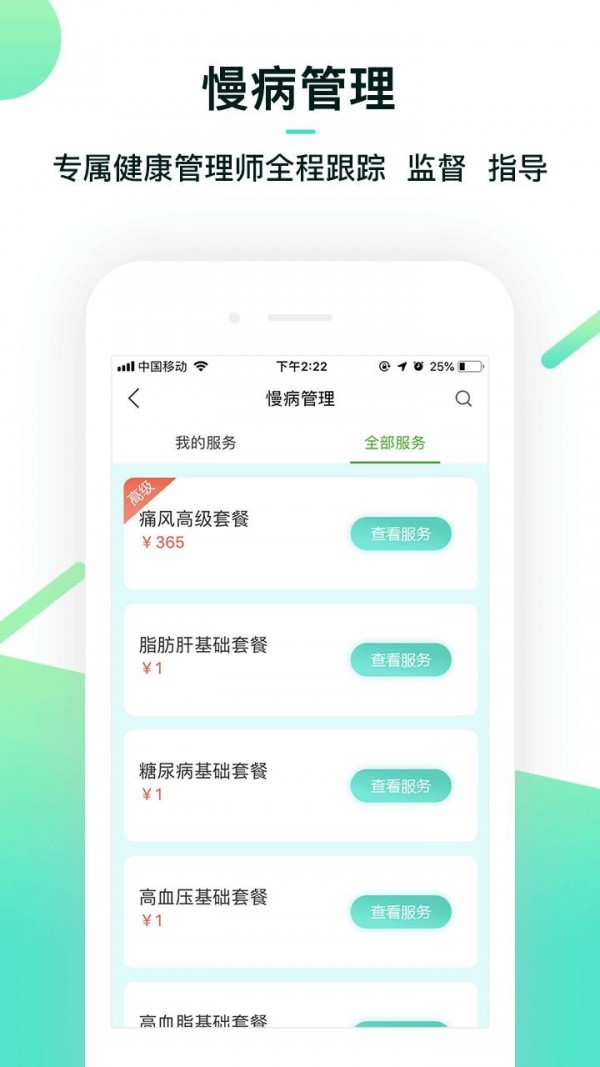 慢病管理
专属健康管理师全程跟踪 监督 指导
中国移动 下午2:22 25%
慢病管理
我的服务 全部服务
高级
痛风高级套餐
¥365
查看服务
脂肪肝基础套餐
¥1
查看服务
糖尿病基础套餐
¥1
查看服务
高血压基础套餐
¥1
查看服务
高血脂基础套餐